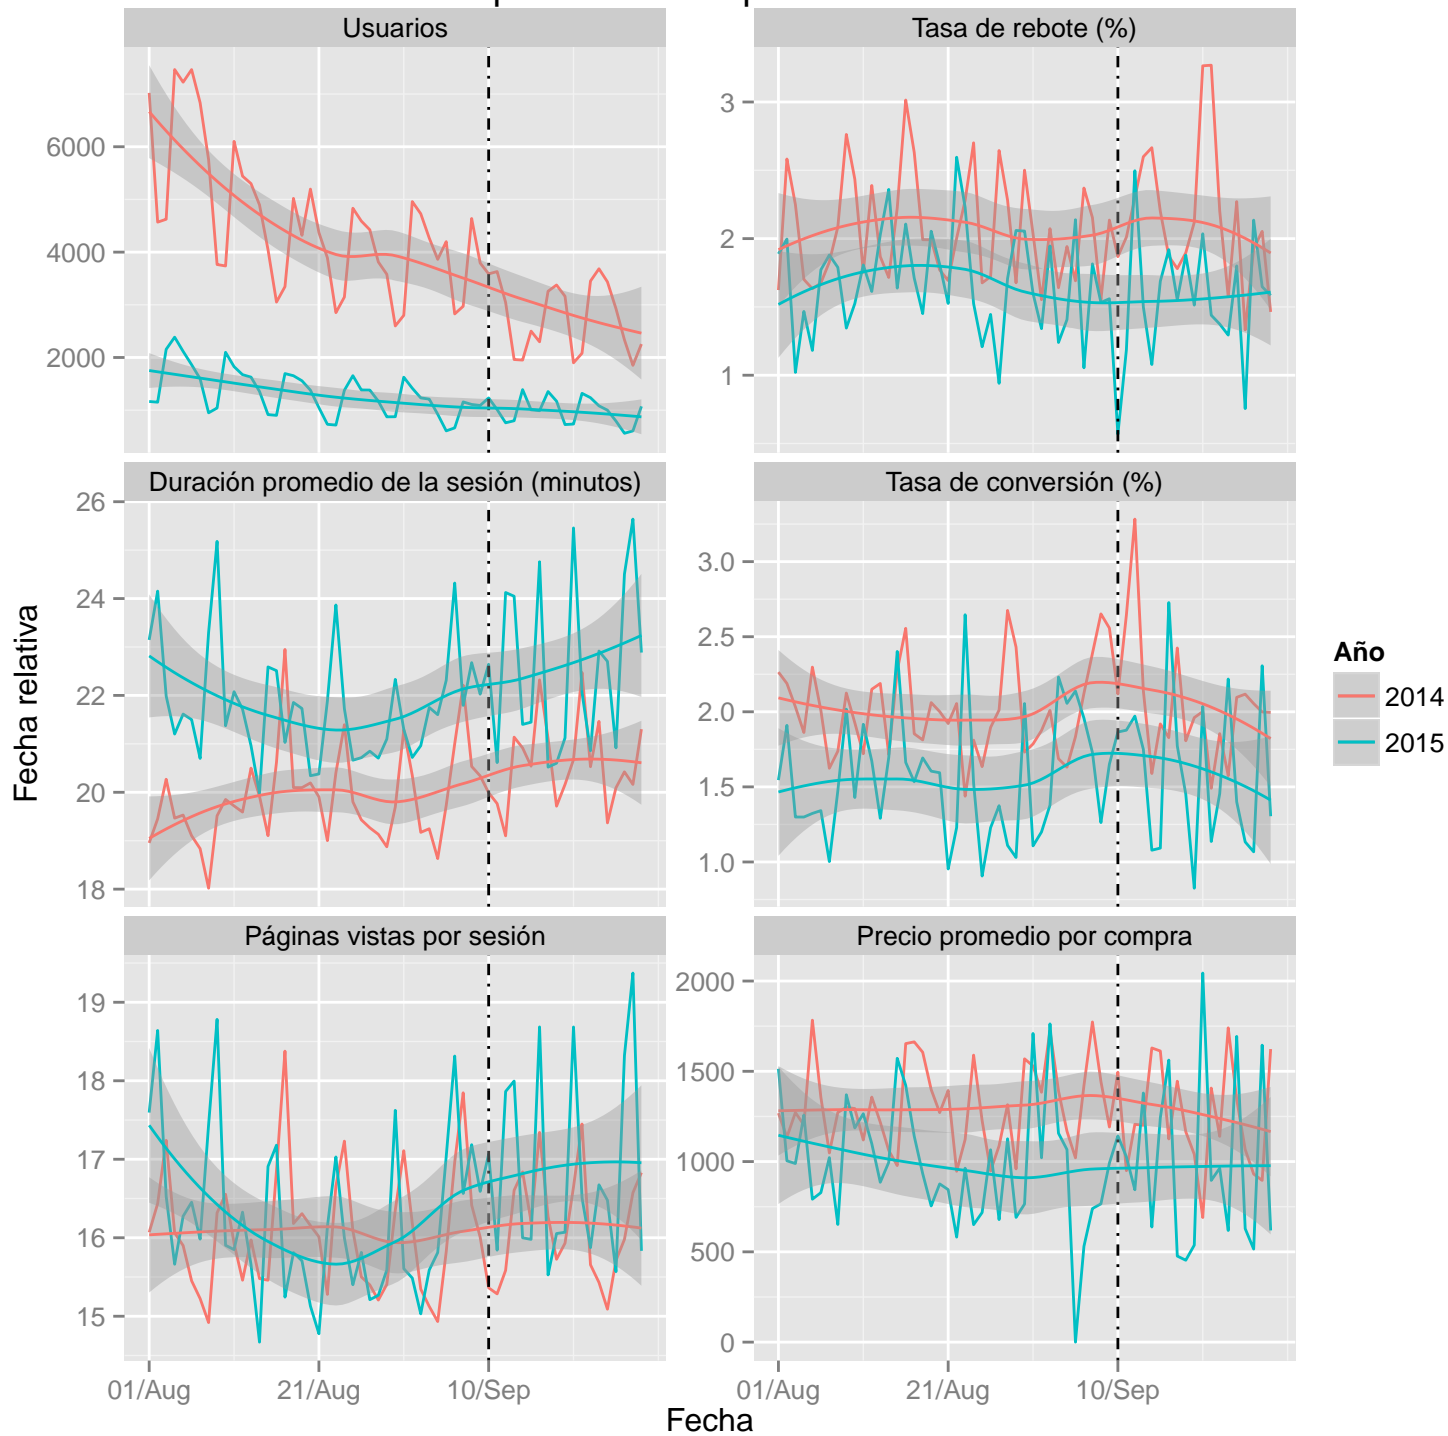 Usuarios
Tasa de rebote (%)
6000
4000
2000
3
2
1
Duración promedio de la sesión (minutos)
Tasa de conversión (%)
26
24
22
20
18
3.0
2.5
2.0
1.5
1.0
Páginas vistas por sesión
Precio promedio por compra
19
18
17
16
15
2000
1500
1000
500
0
01/Aug
21/Aug
10/Sep
01/Aug
21/Aug
10/Sep
Fecha
Fecha relativa
Año
2014
2015